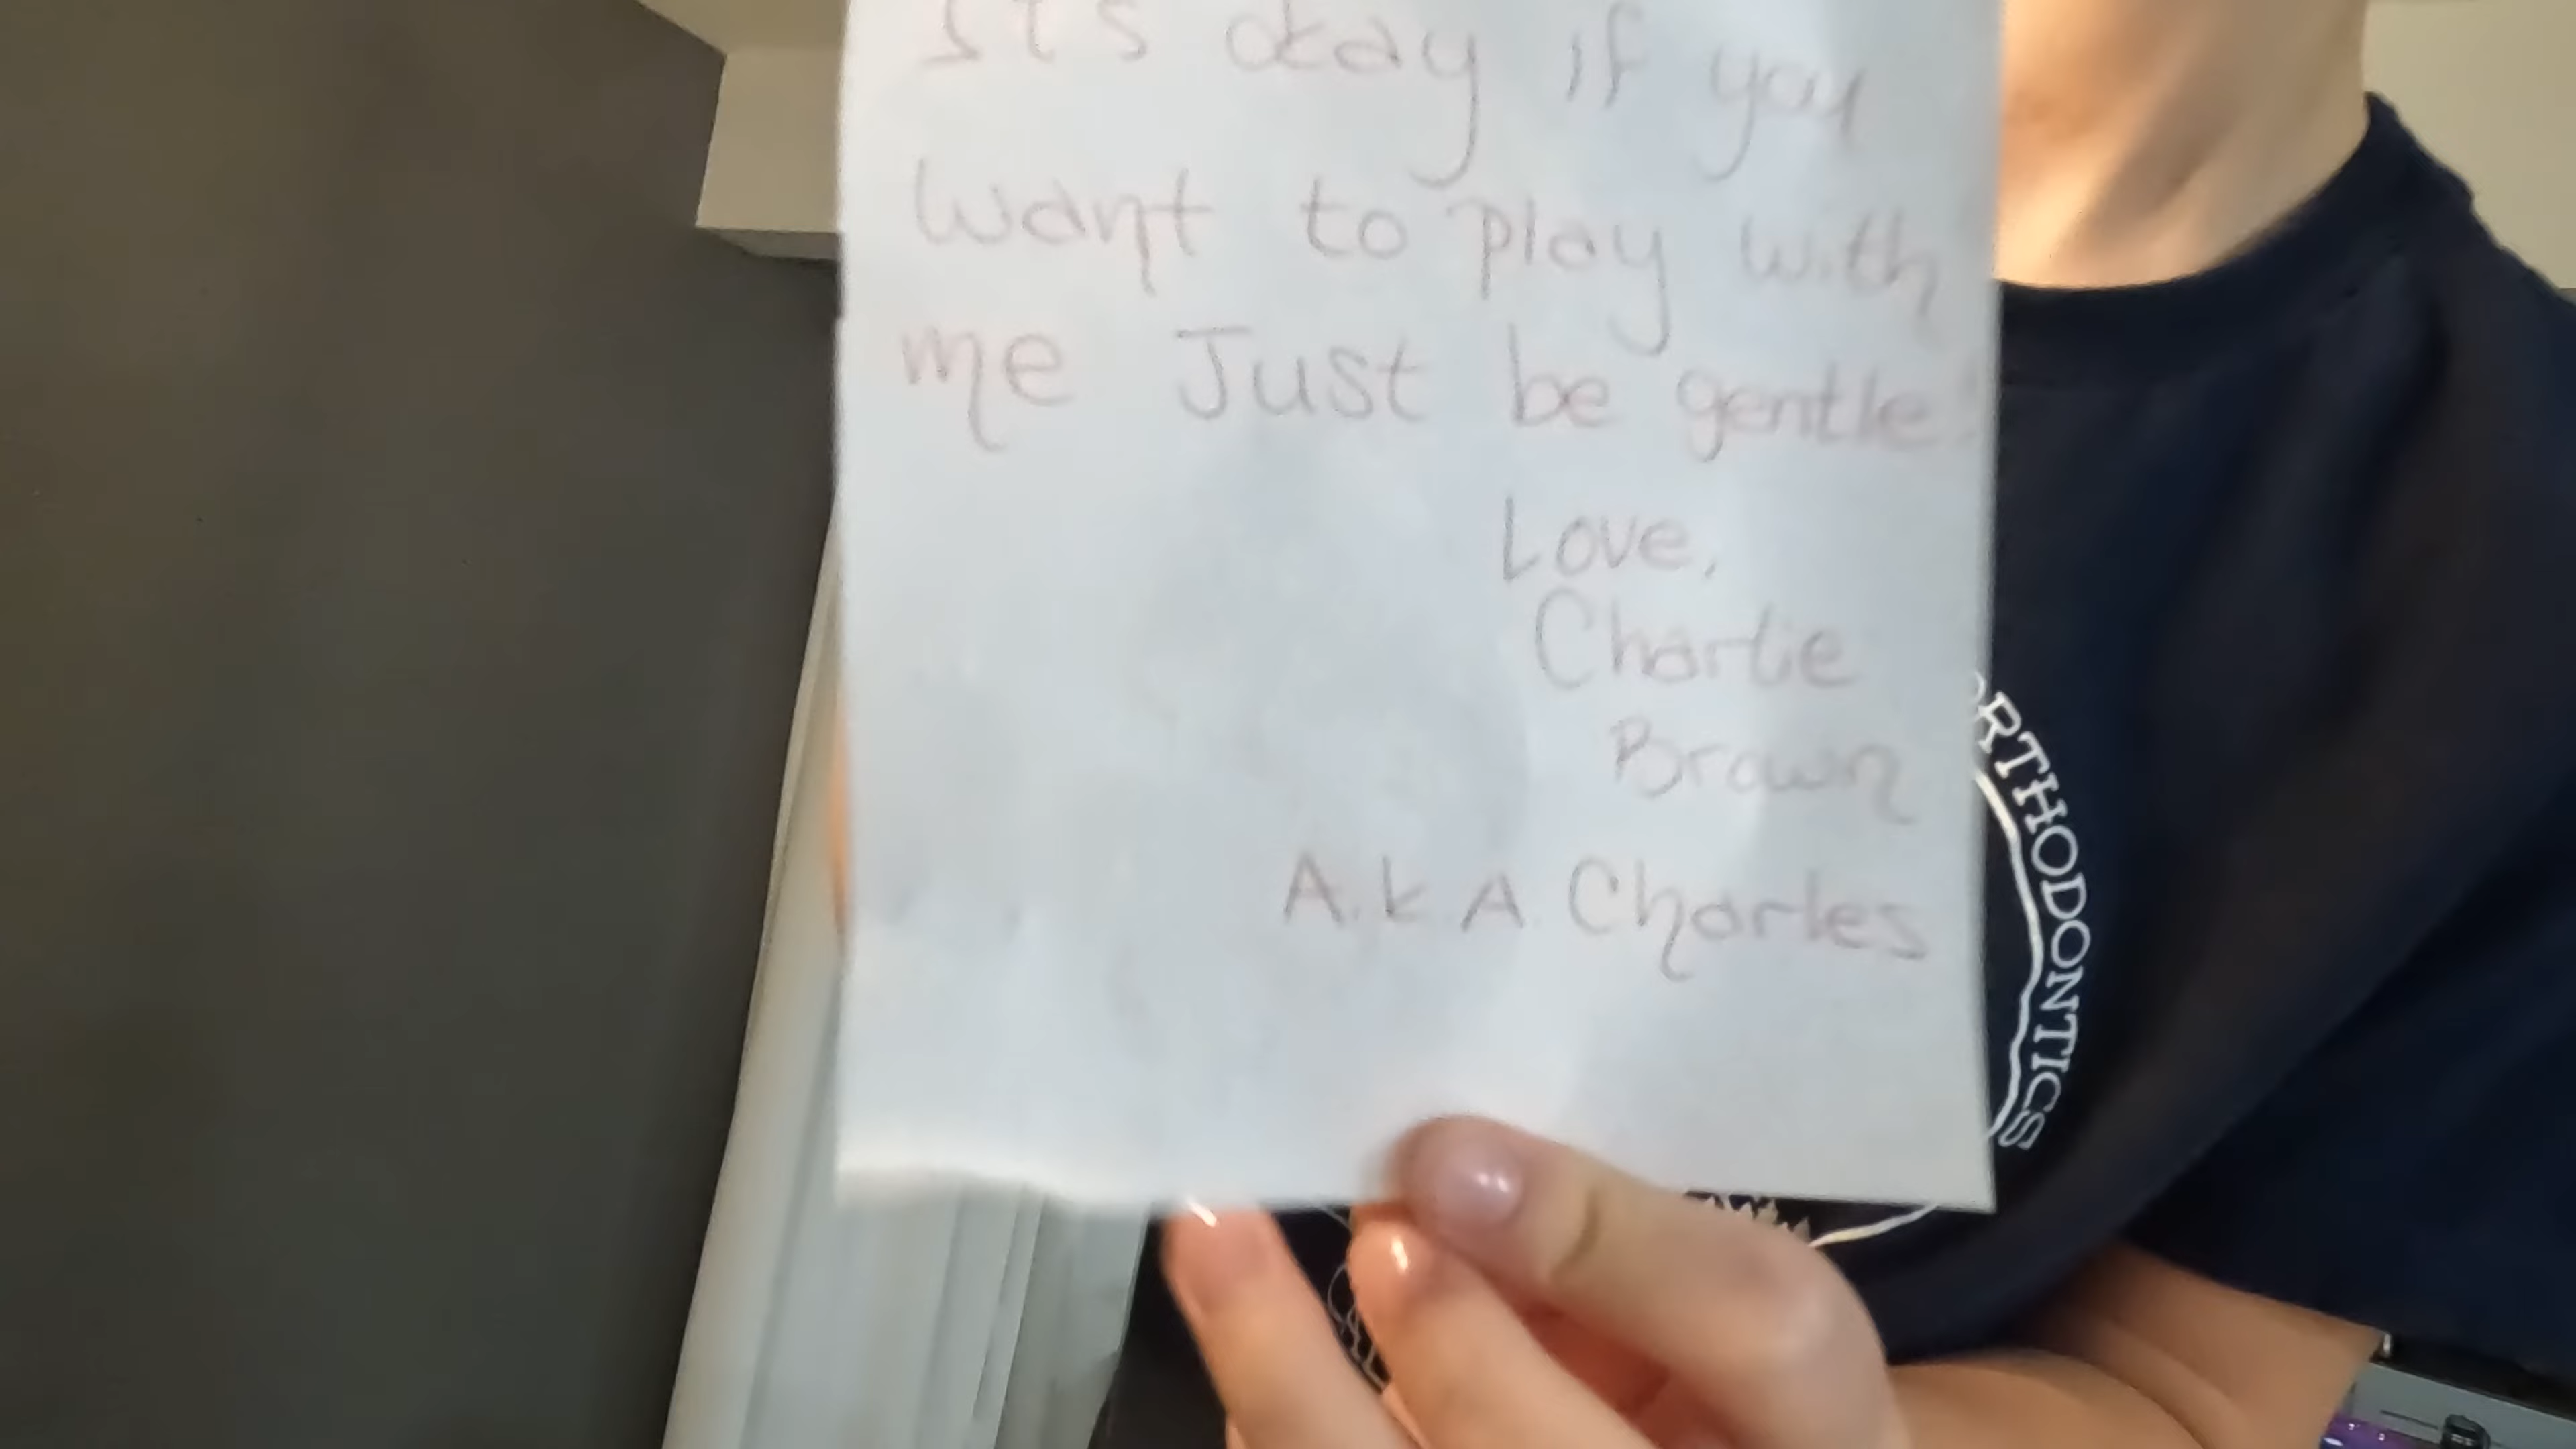 It's okay if you
want to play with
me Just be gentle!
Love,
Charlie
Brown
A.K.A. Charles
ORTHODONTICS